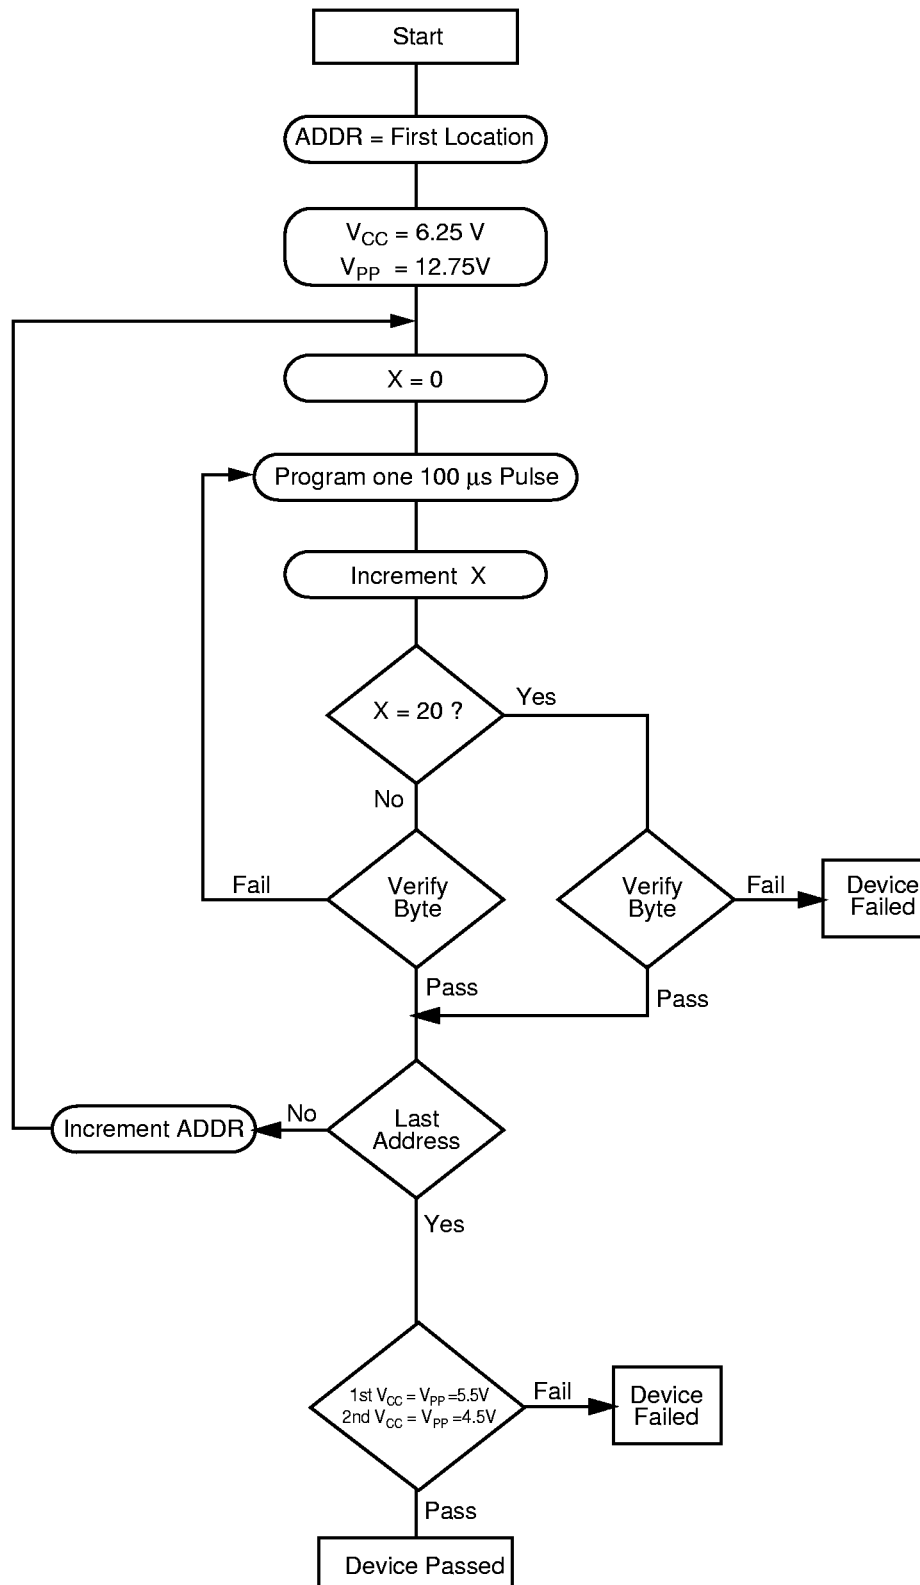 Start
ADDR = First Location
VCC = 6.25 V
VPP = 12.75V
X = 0
Program one 100 μs Pulse
Increment X
X = 20 ?
Yes
No
Verify
Byte
Fail
Verify
Byte
Fail
Device
Failed
Pass
Pass
Last
Address
No
Increment ADDR
Yes
1st VCC = VPP =5.5V
2nd VCC = VPP =4.5V
Fail
Device
Failed
Pass
Device Passed